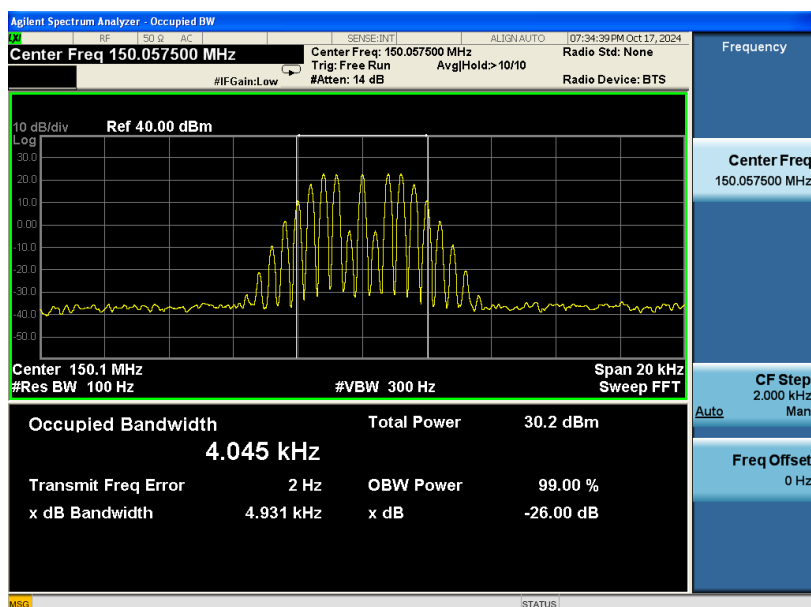 Agilent Spectrum Analyzer - Occupied BW
LXI RF 50 Ω AC SENSE:INT ALIGN AUTO 07:34:39 PM Oct 17, 2024
Center Freq 150.057500 MHz
Center Freq: 150.057500 MHz
Radio Std: None
Trig: Free Run Avg|Hold:> 10/10
#IFGain:Low
#Atten: 14 dB
Radio Device: BTS
Frequency
10 dB/div Ref 40.00 dBm
Log
30.0
20.0
10.0
0.00
-10.0
-20.0
-30.0
-40.0
-50.0
Center 150.1 MHz Span 20 kHz
#Res BW 100 Hz #VBW 300 Hz Sweep FFT
Center Freq
150.057500 MHz
CF Step
2.000 kHz
Auto Man
Freq Offset
0 Hz
Occupied Bandwidth Total Power 30.2 dBm
4.045 kHz
Transmit Freq Error 2 Hz OBW Power 99.00 %
x dB Bandwidth 4.931 kHz x dB -26.00 dB
MSG STATUS